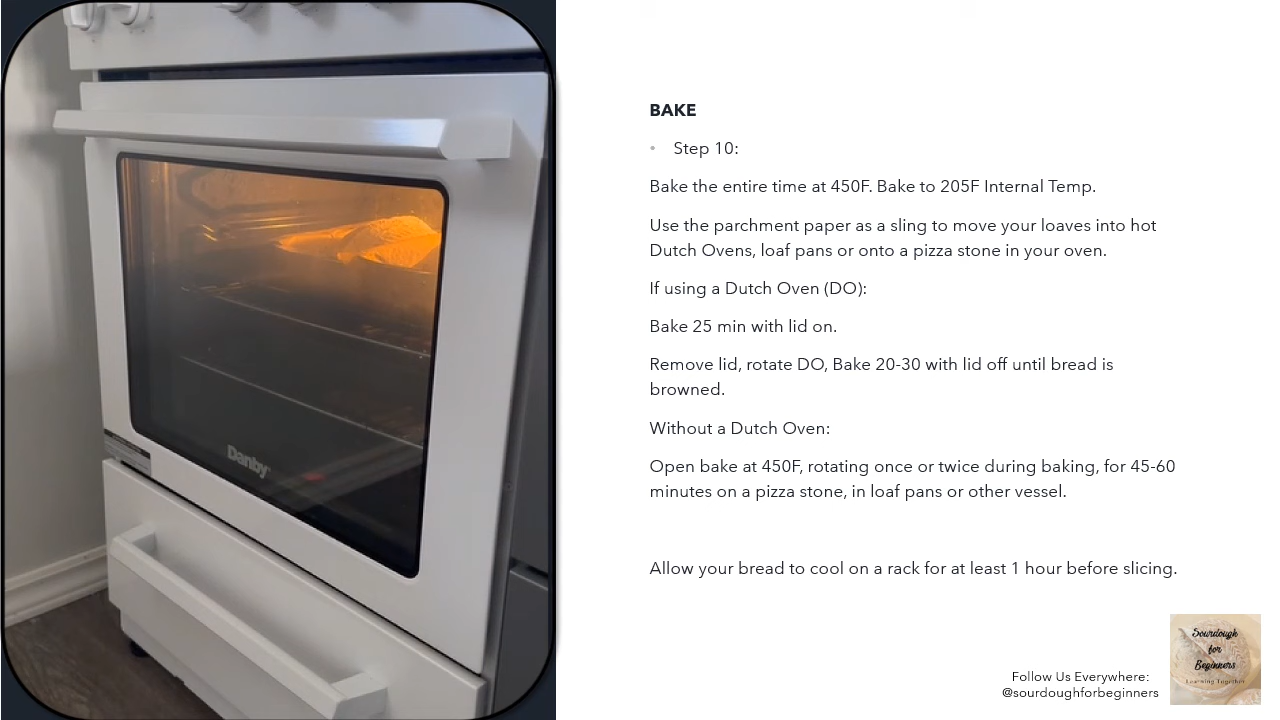 Danby
BAKE
• Step 10:
Bake the entire time at 450F. Bake to 205F Internal Temp.
Use the parchment paper as a sling to move your loaves into hot
Dutch Ovens, loaf pans or onto a pizza stone in your oven.
If using a Dutch Oven (DO):
Bake 25 min with lid on.
Remove lid, rotate DO, Bake 20-30 with lid off until bread is
browned.
Without a Dutch Oven:
Open bake at 450F, rotating once or twice during baking, for 45-60
minutes on a pizza stone, in loaf pans or other vessel.
Allow your bread to cool on a rack for at least 1 hour before slicing.
Follow Us Everywhere:
@sourdoughforbeginners
Sourdough
for
Beginners
Learning Together